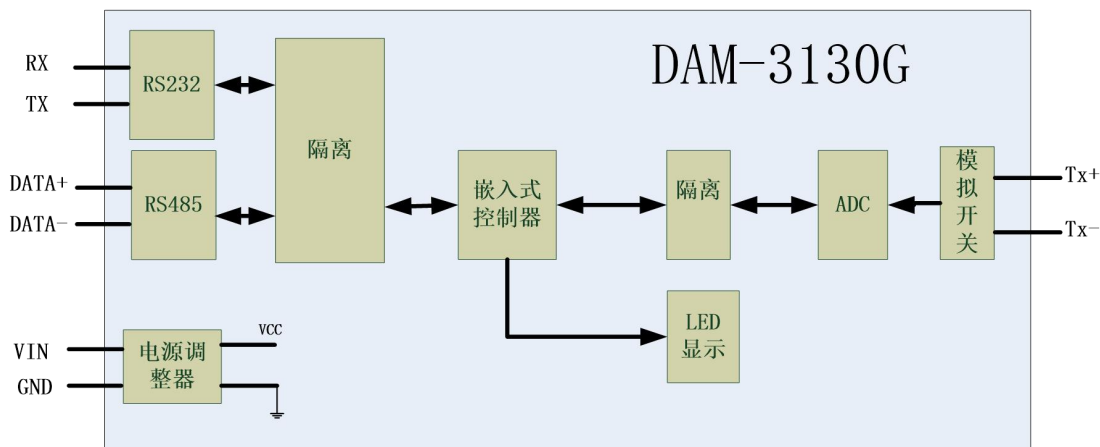 DAM-3130G
RX
TX
RS232
DATA+
DATA-
RS485
隔离
嵌入式
控制器
隔离
ADC
模
拟
开
关
Tx+
Tx-
LED
显示
VIN
GND
电源调
整器
VCC